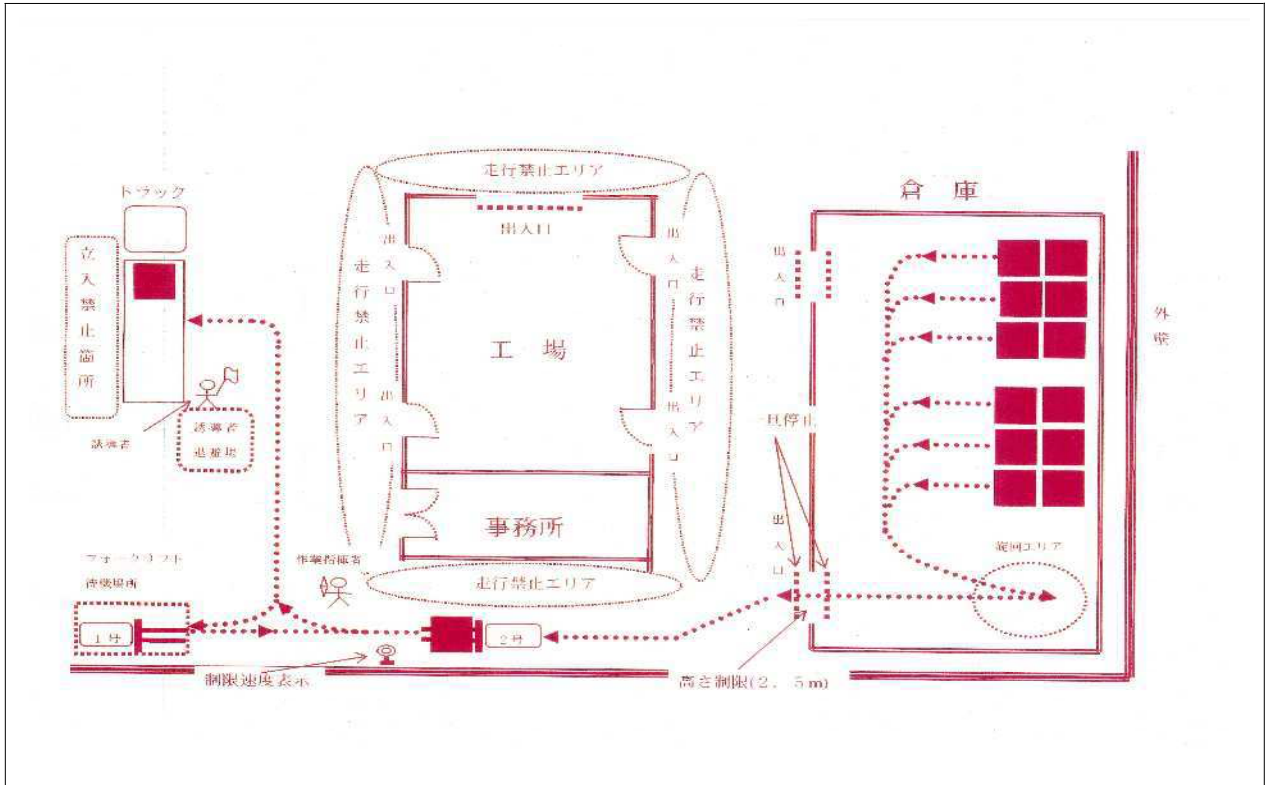 走行禁止エリア
トラック
倉 庫
出入口
出入口
出入口
出入口
走行禁止エリア
走行禁止エリア
立入禁止箇所
工 場
外壁
出入口
出入口
一旦停止
誘導者
誘導者
退避場
出入口
事務所
旋回エリア
フォークリフト
待機場所
作業指揮者
走行禁止エリア
1号
2号
制限速度表示
高さ制限(2. 5m)